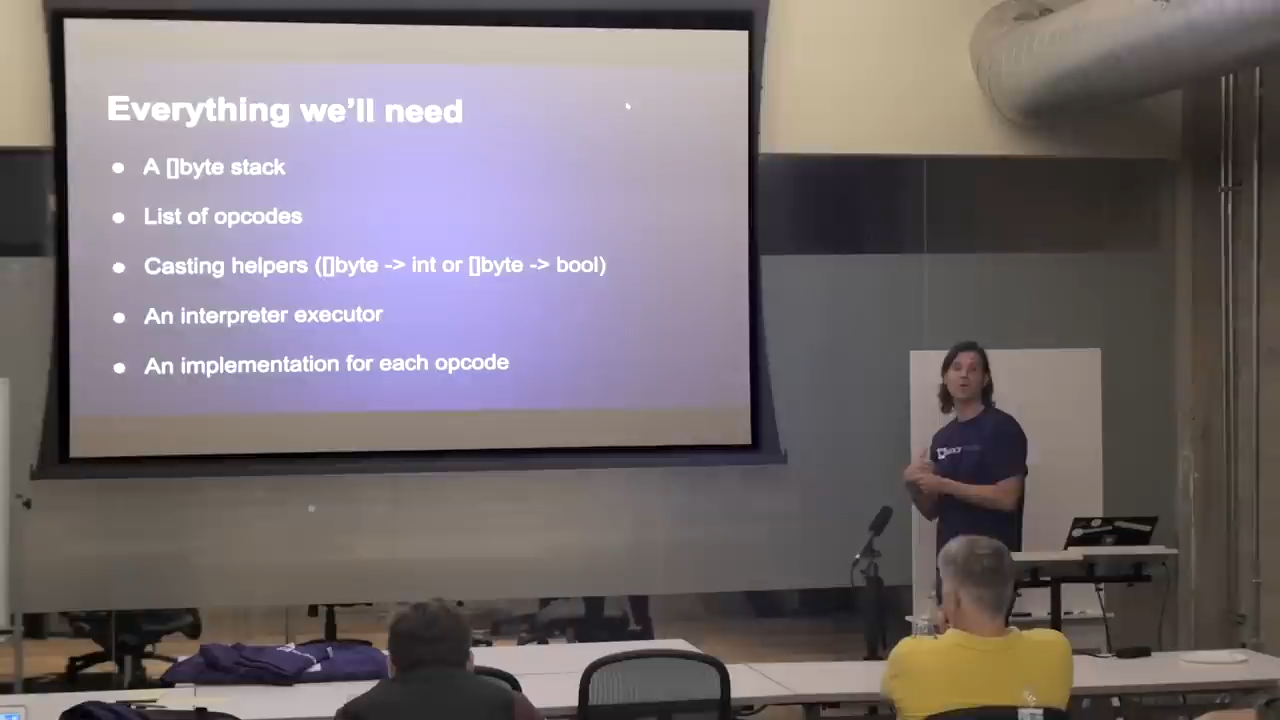 Everything we'll need
● A []byte stack
● List of opcodes
● Casting helpers ([]byte -> int or []byte -> bool)
● An interpreter executor
● An implementation for each opcode